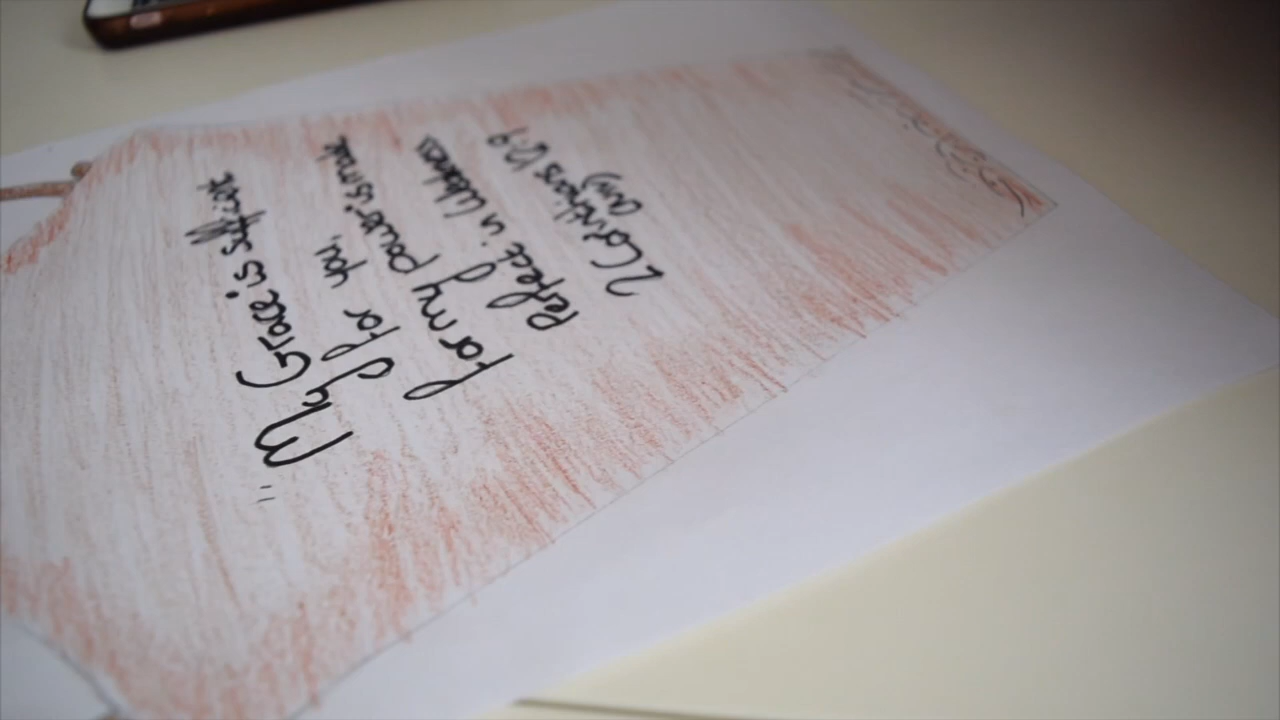 "My Grace is sufficient
for you,
for my power is made
Perfect in Weakness
2 Corinthians 12:9
(NIV)